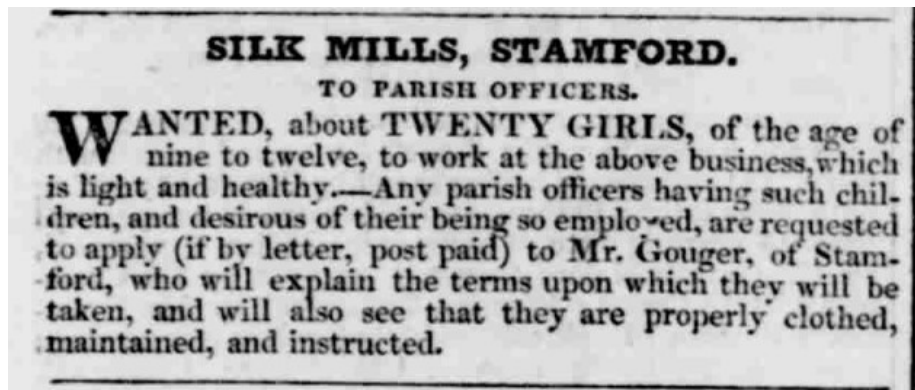 SILK MILLS, STAMFORD.
TO PARISH OFFICERS.
WANTED, about TWENTY GIRLS, of the age of
nine to twelve, to work at the above business, which
is light and healthy.—Any parish officers having such chil-
dren, and desirous of their being so employed, are requested
to apply (if by letter, post paid) to Mr. Gouger, of Stam-
ford, who will explain the terms upon which they will be
taken, and will also see that they are properly clothed,
maintained, and instructed.